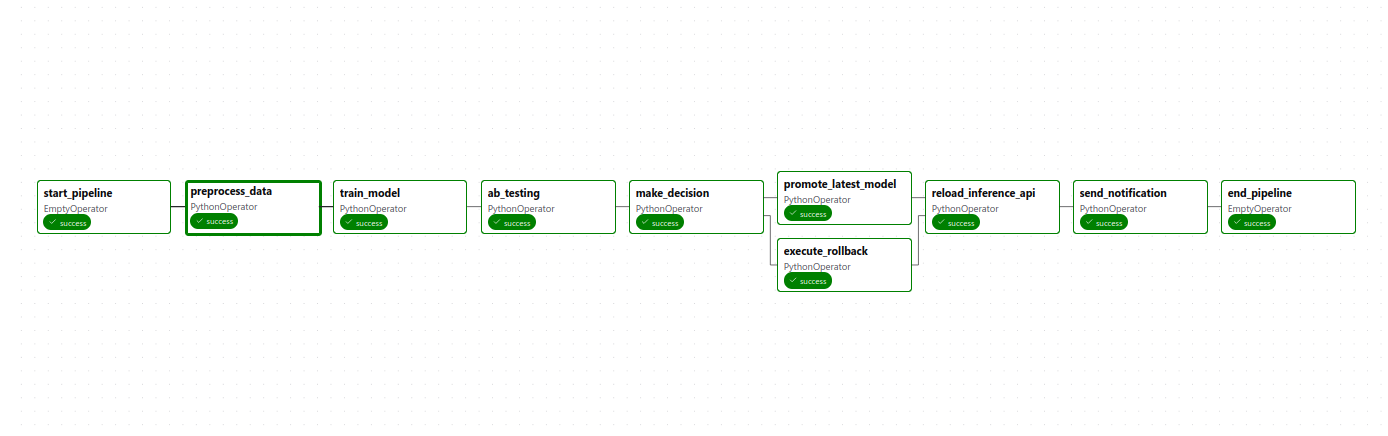 start_pipeline
EmptyOperator
success
preprocess_data
PythonOperator
success
train_model
PythonOperator
success
ab_testing
PythonOperator
success
make_decision
PythonOperator
success
promote_latest_model
PythonOperator
success
execute_rollback
PythonOperator
success
reload_inference_api
PythonOperator
success
send_notification
PythonOperator
success
end_pipeline
EmptyOperator
success